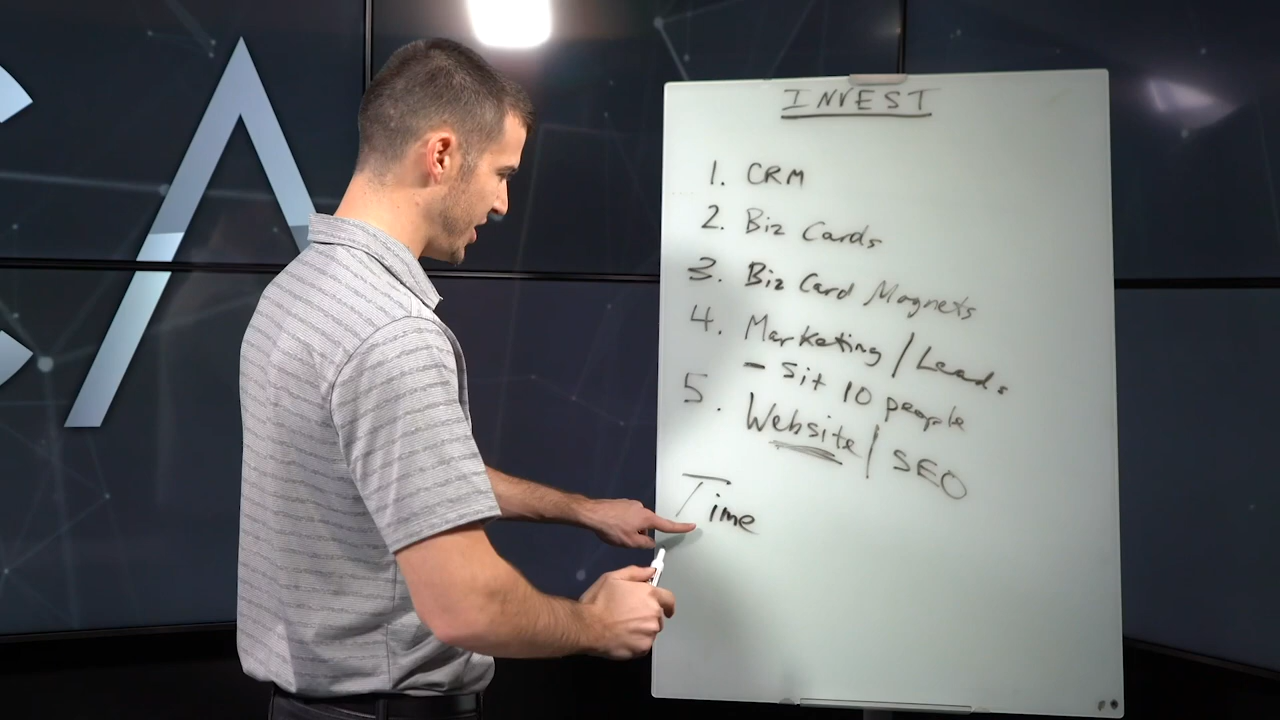 CA
INVEST
1. CRM
2. Biz Cards
3. Biz Card Magnets
4. Marketing / Leads
- Sit 10 people
5. Website / SEO
Time